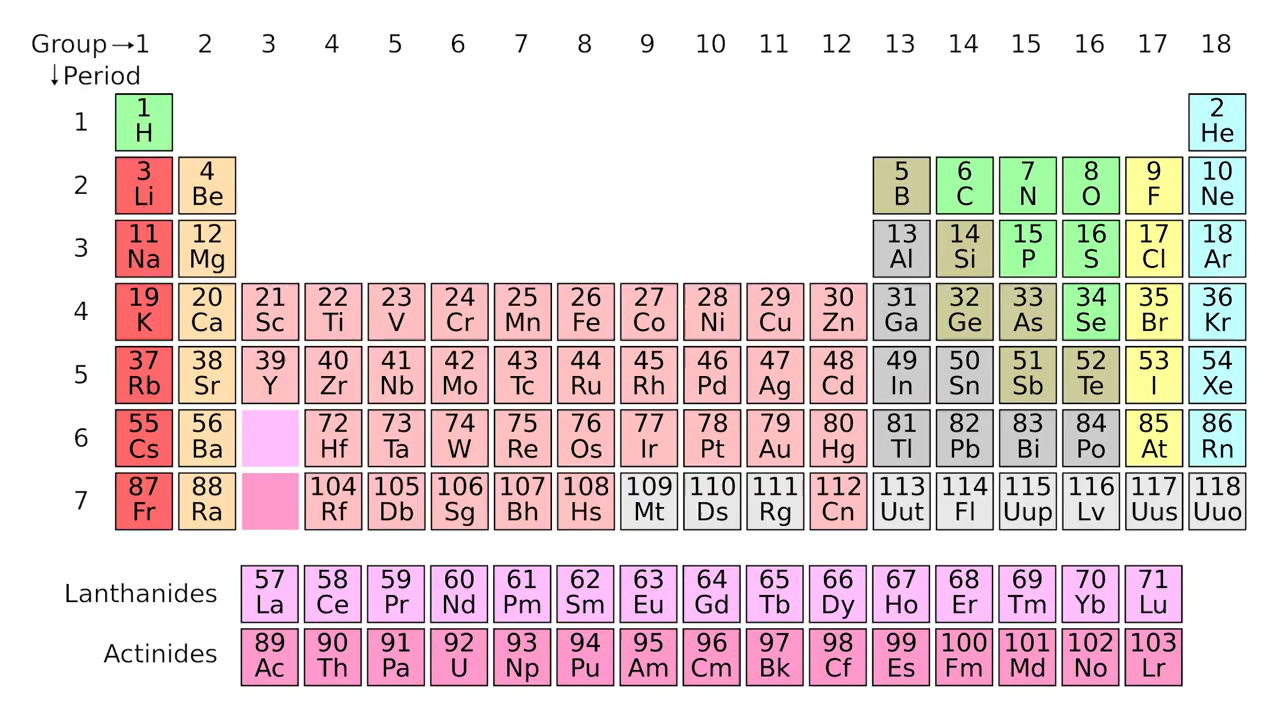 Group →1 2 3 4 5 6 7 8 9 10 11 12 13 14 15 16 17 18
↓Period
1 1 H 2 He
2 3 Li 4 Be 5 B 6 C 7 N 8 O 9 F 10 Ne
3 11 Na 12 Mg 13 Al 14 Si 15 P 16 S 17 Cl 18 Ar
4 19 K 20 Ca 21 Sc 22 Ti 23 V 24 Cr 25 Mn 26 Fe 27 Co 28 Ni 29 Cu 30 Zn 31 Ga 32 Ge 33 As 34 Se 35 Br 36 Kr
5 37 Rb 38 Sr 39 Y 40 Zr 41 Nb 42 Mo 43 Tc 44 Ru 45 Rh 46 Pd 47 Ag 48 Cd 49 In 50 Sn 51 Sb 52 Te 53 I 54 Xe
6 55 Cs 56 Ba 72 Hf 73 Ta 74 W 75 Re 76 Os 77 Ir 78 Pt 79 Au 80 Hg 81 Tl 82 Pb 83 Bi 84 Po 85 At 86 Rn
7 87 Fr 88 Ra 104 Rf 105 Db 106 Sg 107 Bh 108 Hs 109 Mt 110 Ds 111 Rg 112 Cn 113 Uut 114 Fl 115 Uup 116 Lv 117 Uus 118 Uuo
Lanthanides 57 La 58 Ce 59 Pr 60 Nd 61 Pm 62 Sm 63 Eu 64 Gd 65 Tb 66 Dy 67 Ho 68 Er 69 Tm 70 Yb 71 Lu
Actinides 89 Ac 90 Th 91 Pa 92 U 93 Np 94 Pu 95 Am 96 Cm 97 Bk 98 Cf 99 Es 100 Fm 101 Md 102 No 103 Lr